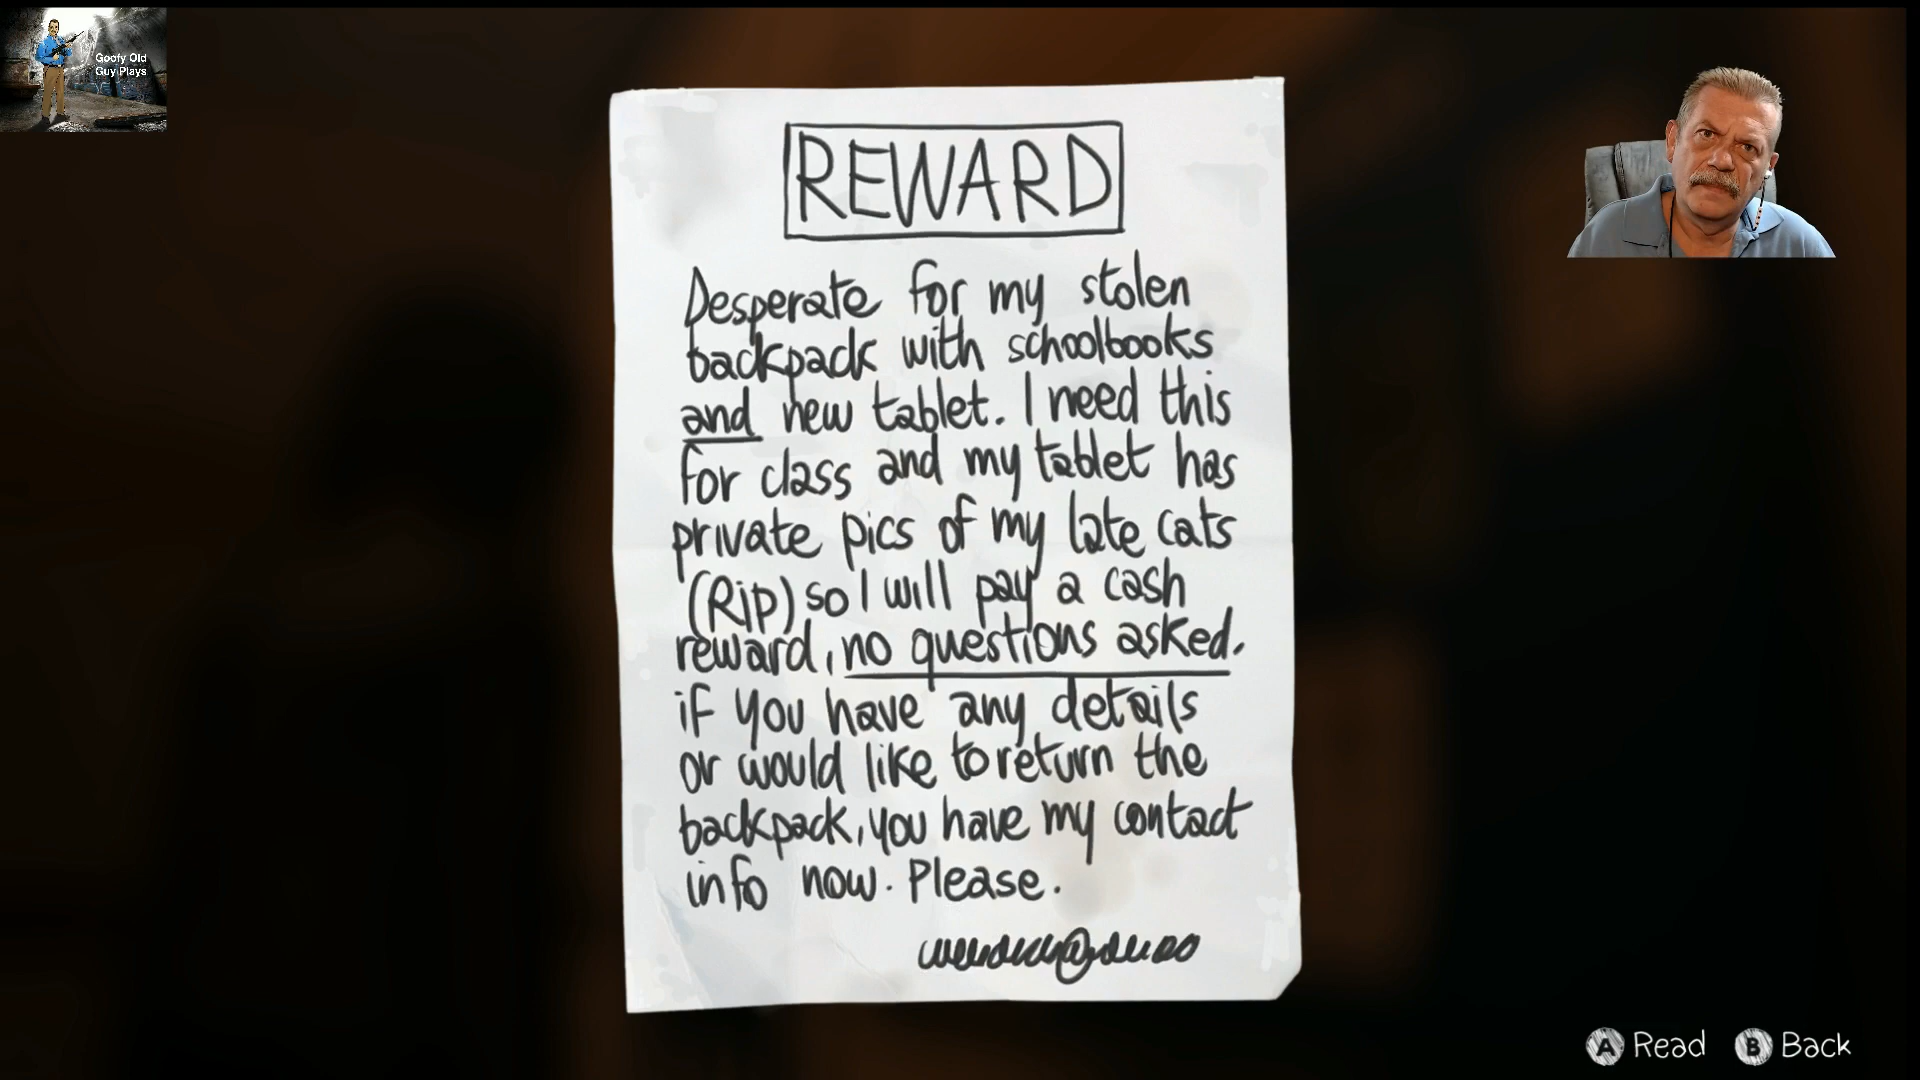 Goofy Old
Guy Plays
REWARD
Desperate for my stolen
backpack with schoolbooks
and new tablet. I need this
for class and my tablet has
private pics of my late cats
(Rip) so I will pay a cash
reward, no questions asked.
if you have any details
or would like to return the
backpack, you have my contact
info now. Please.
A Read B Back